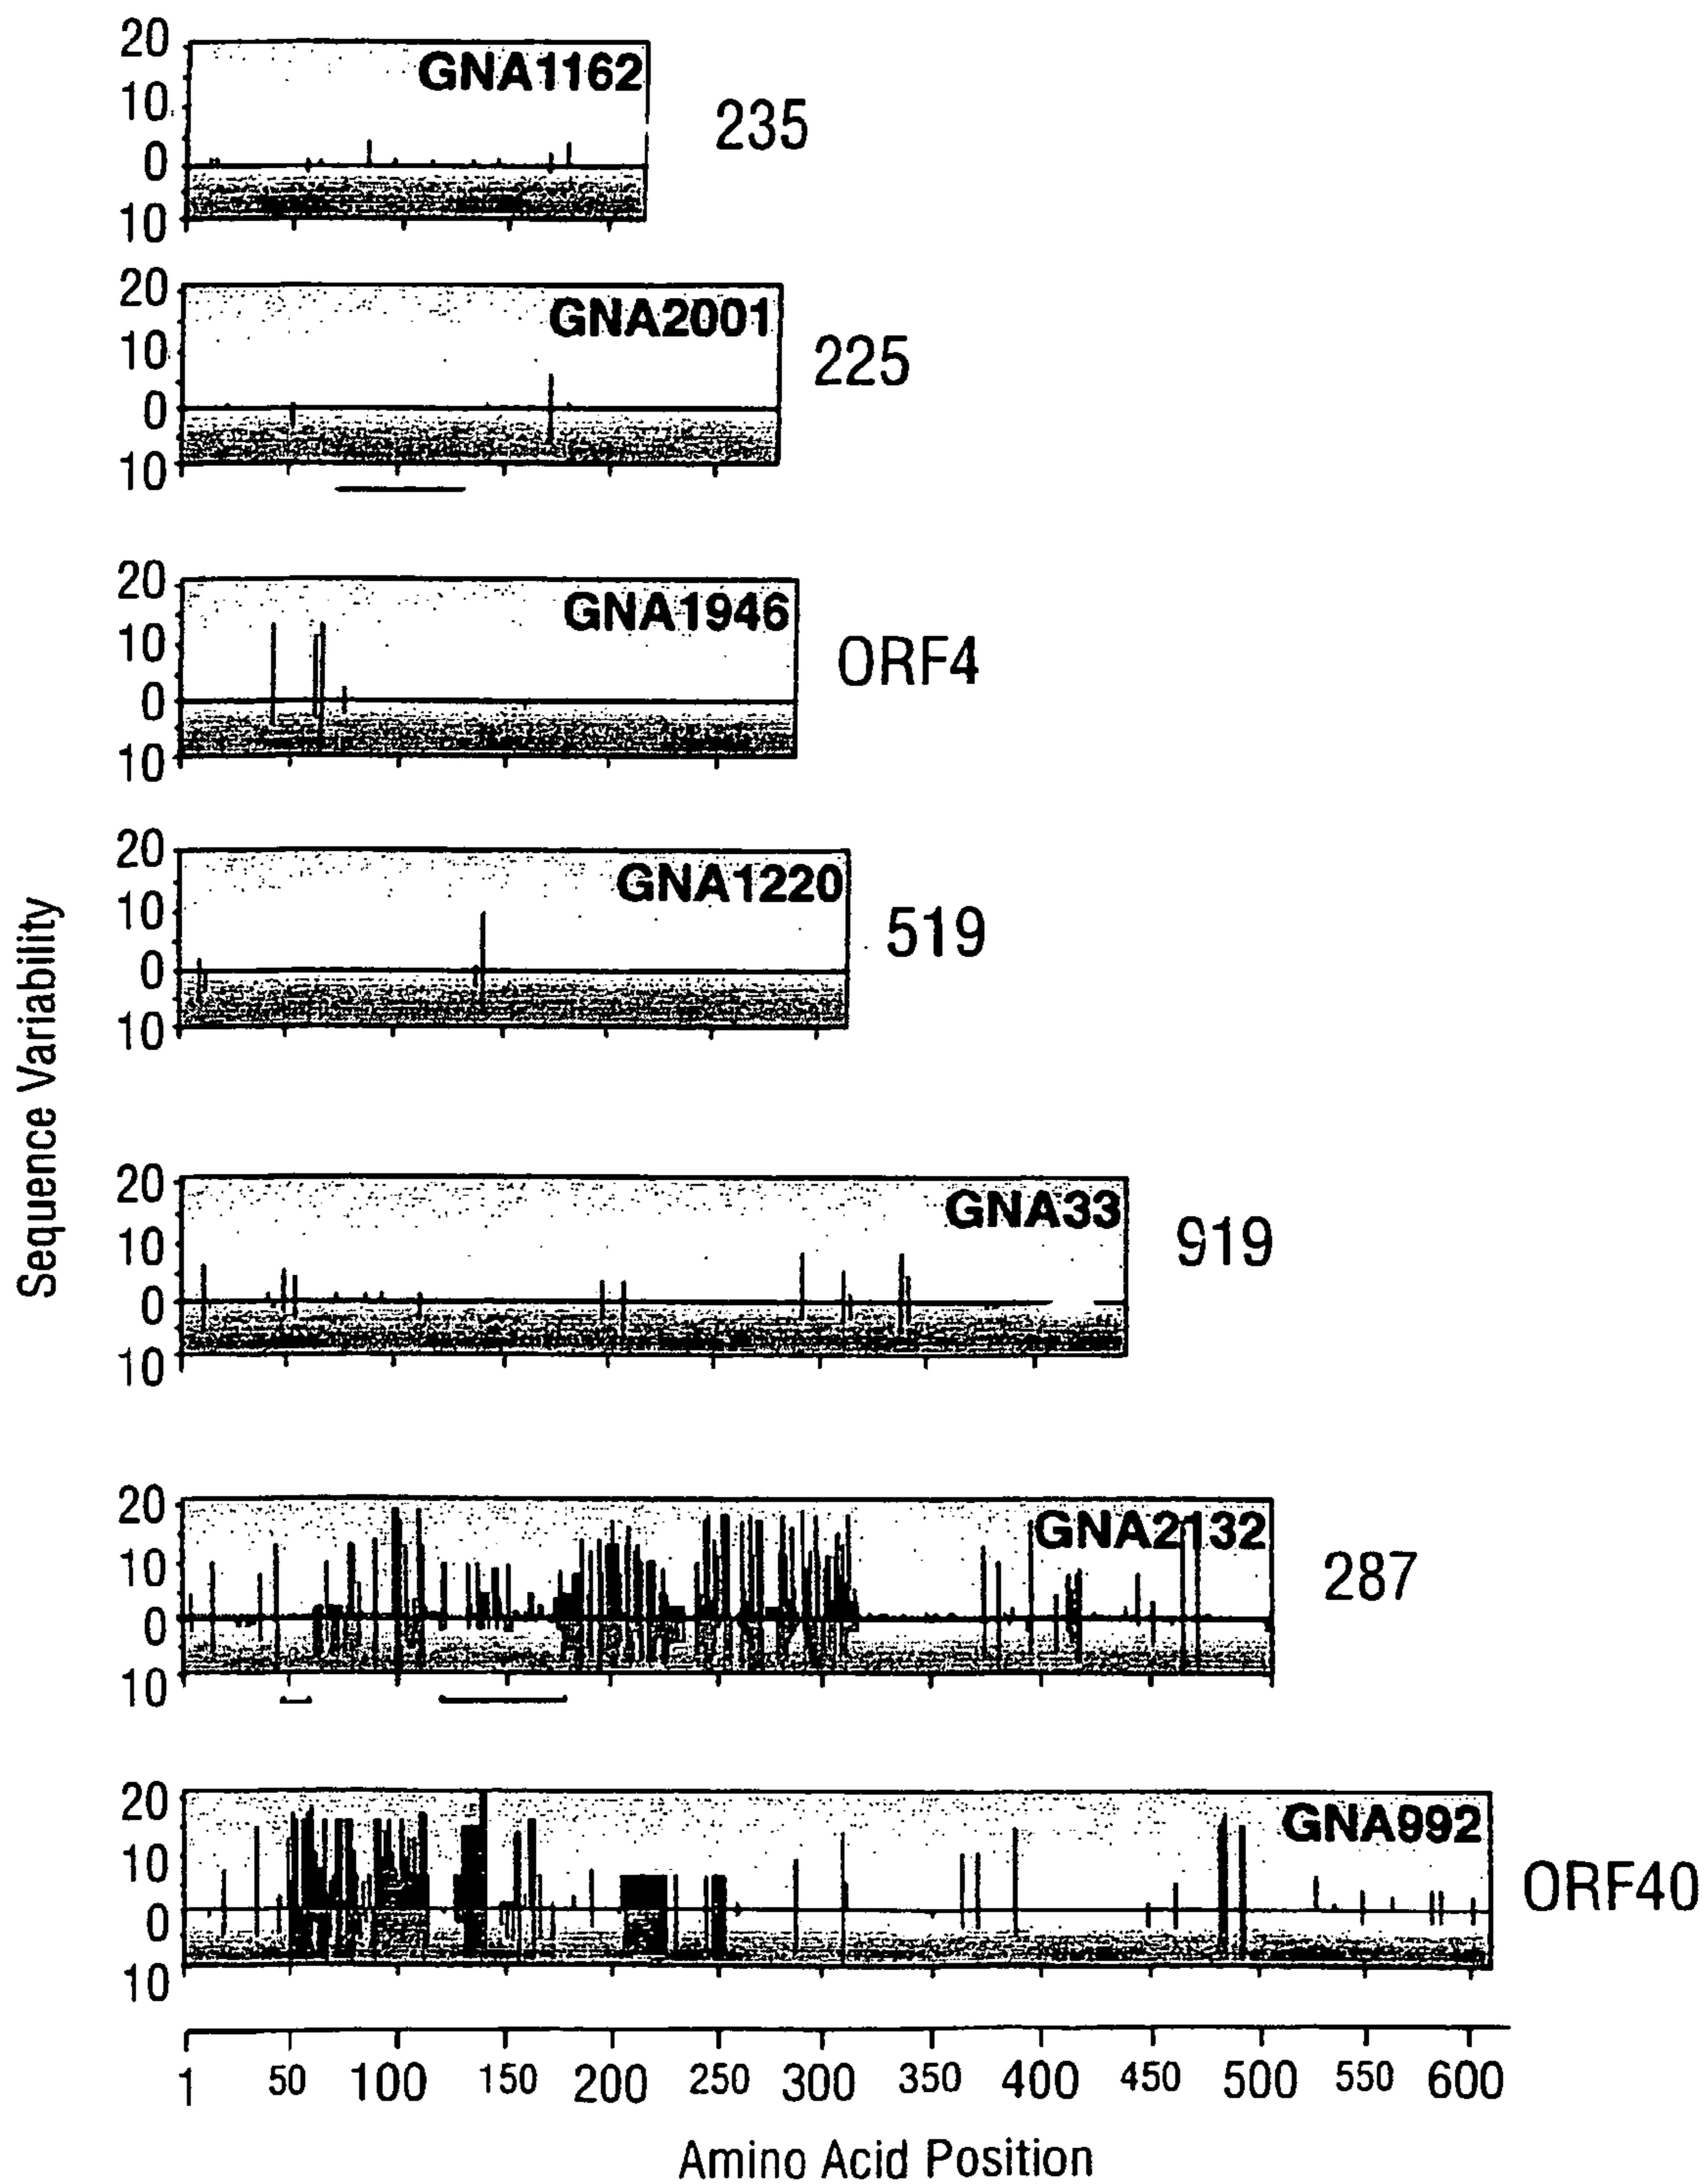 Sequence Variability
20
GNA1162
10
0
10
235
20
GNA2001
10
0
10
225
20
GNA1946
10
0
10
ORF4
20
GNA1220
10
0
10
519
20
GNA33
10
0
10
919
20
GNA2132
10
0
10
287
20
GNA992
10
0
10
ORF40
1 50 100 150 200 250 300 350 400 450 500 550 600
Amino Acid Position